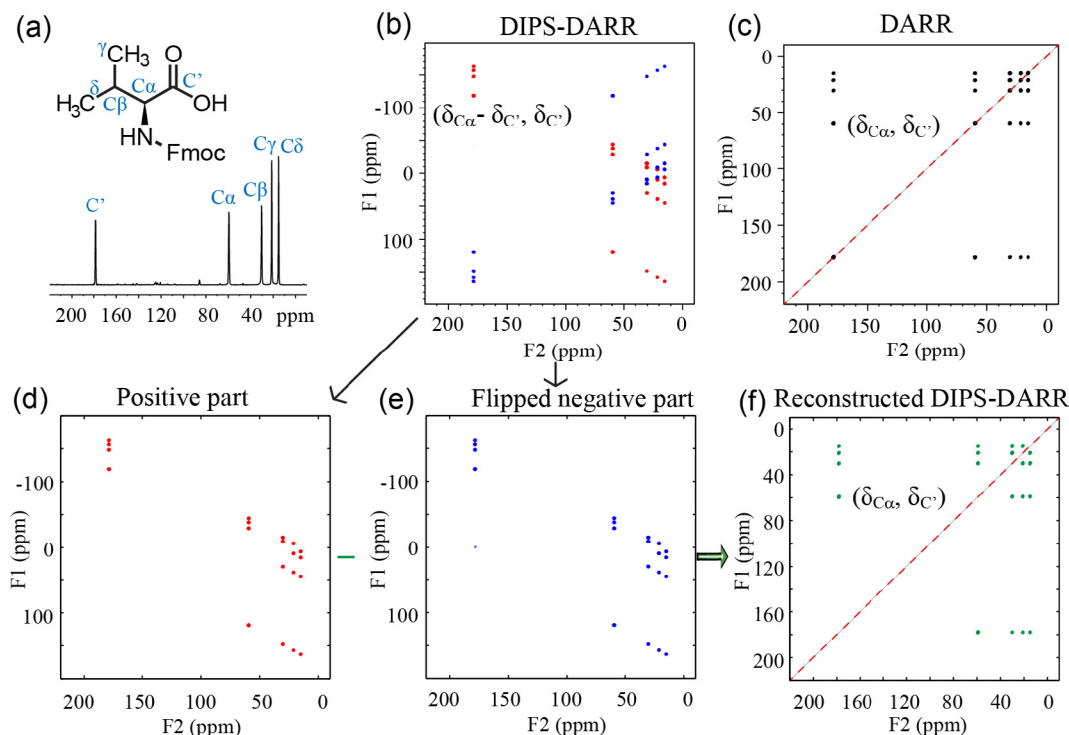 (a)
γ
CH₃
O
δ
Cα
C'
H₃C
Cβ
OH
HN
Fmoc
Cγ
Cδ
C'
Cα
Cβ
200
160
120
80
40
ppm
(b)
DIPS-DARR
-100
0
100
F1 (ppm)
(δCα- δC', δC')
200
150
100
50
0
F2 (ppm)
(c)
DARR
0
50
100
150
200
F1 (ppm)
(δCα, δC')
200
150
100
50
0
F2 (ppm)
(d)
Positive part
-100
0
100
F1 (ppm)
200
150
100
50
0
F2 (ppm)
(e)
Flipped negative part
-100
0
100
F1 (ppm)
200
150
100
50
0
F2 (ppm)
(f)
Reconstructed DIPS-DARR
0
40
80
120
160
200
F1 (ppm)
(δCα, δC')
200
160
120
80
40
0
F2 (ppm)